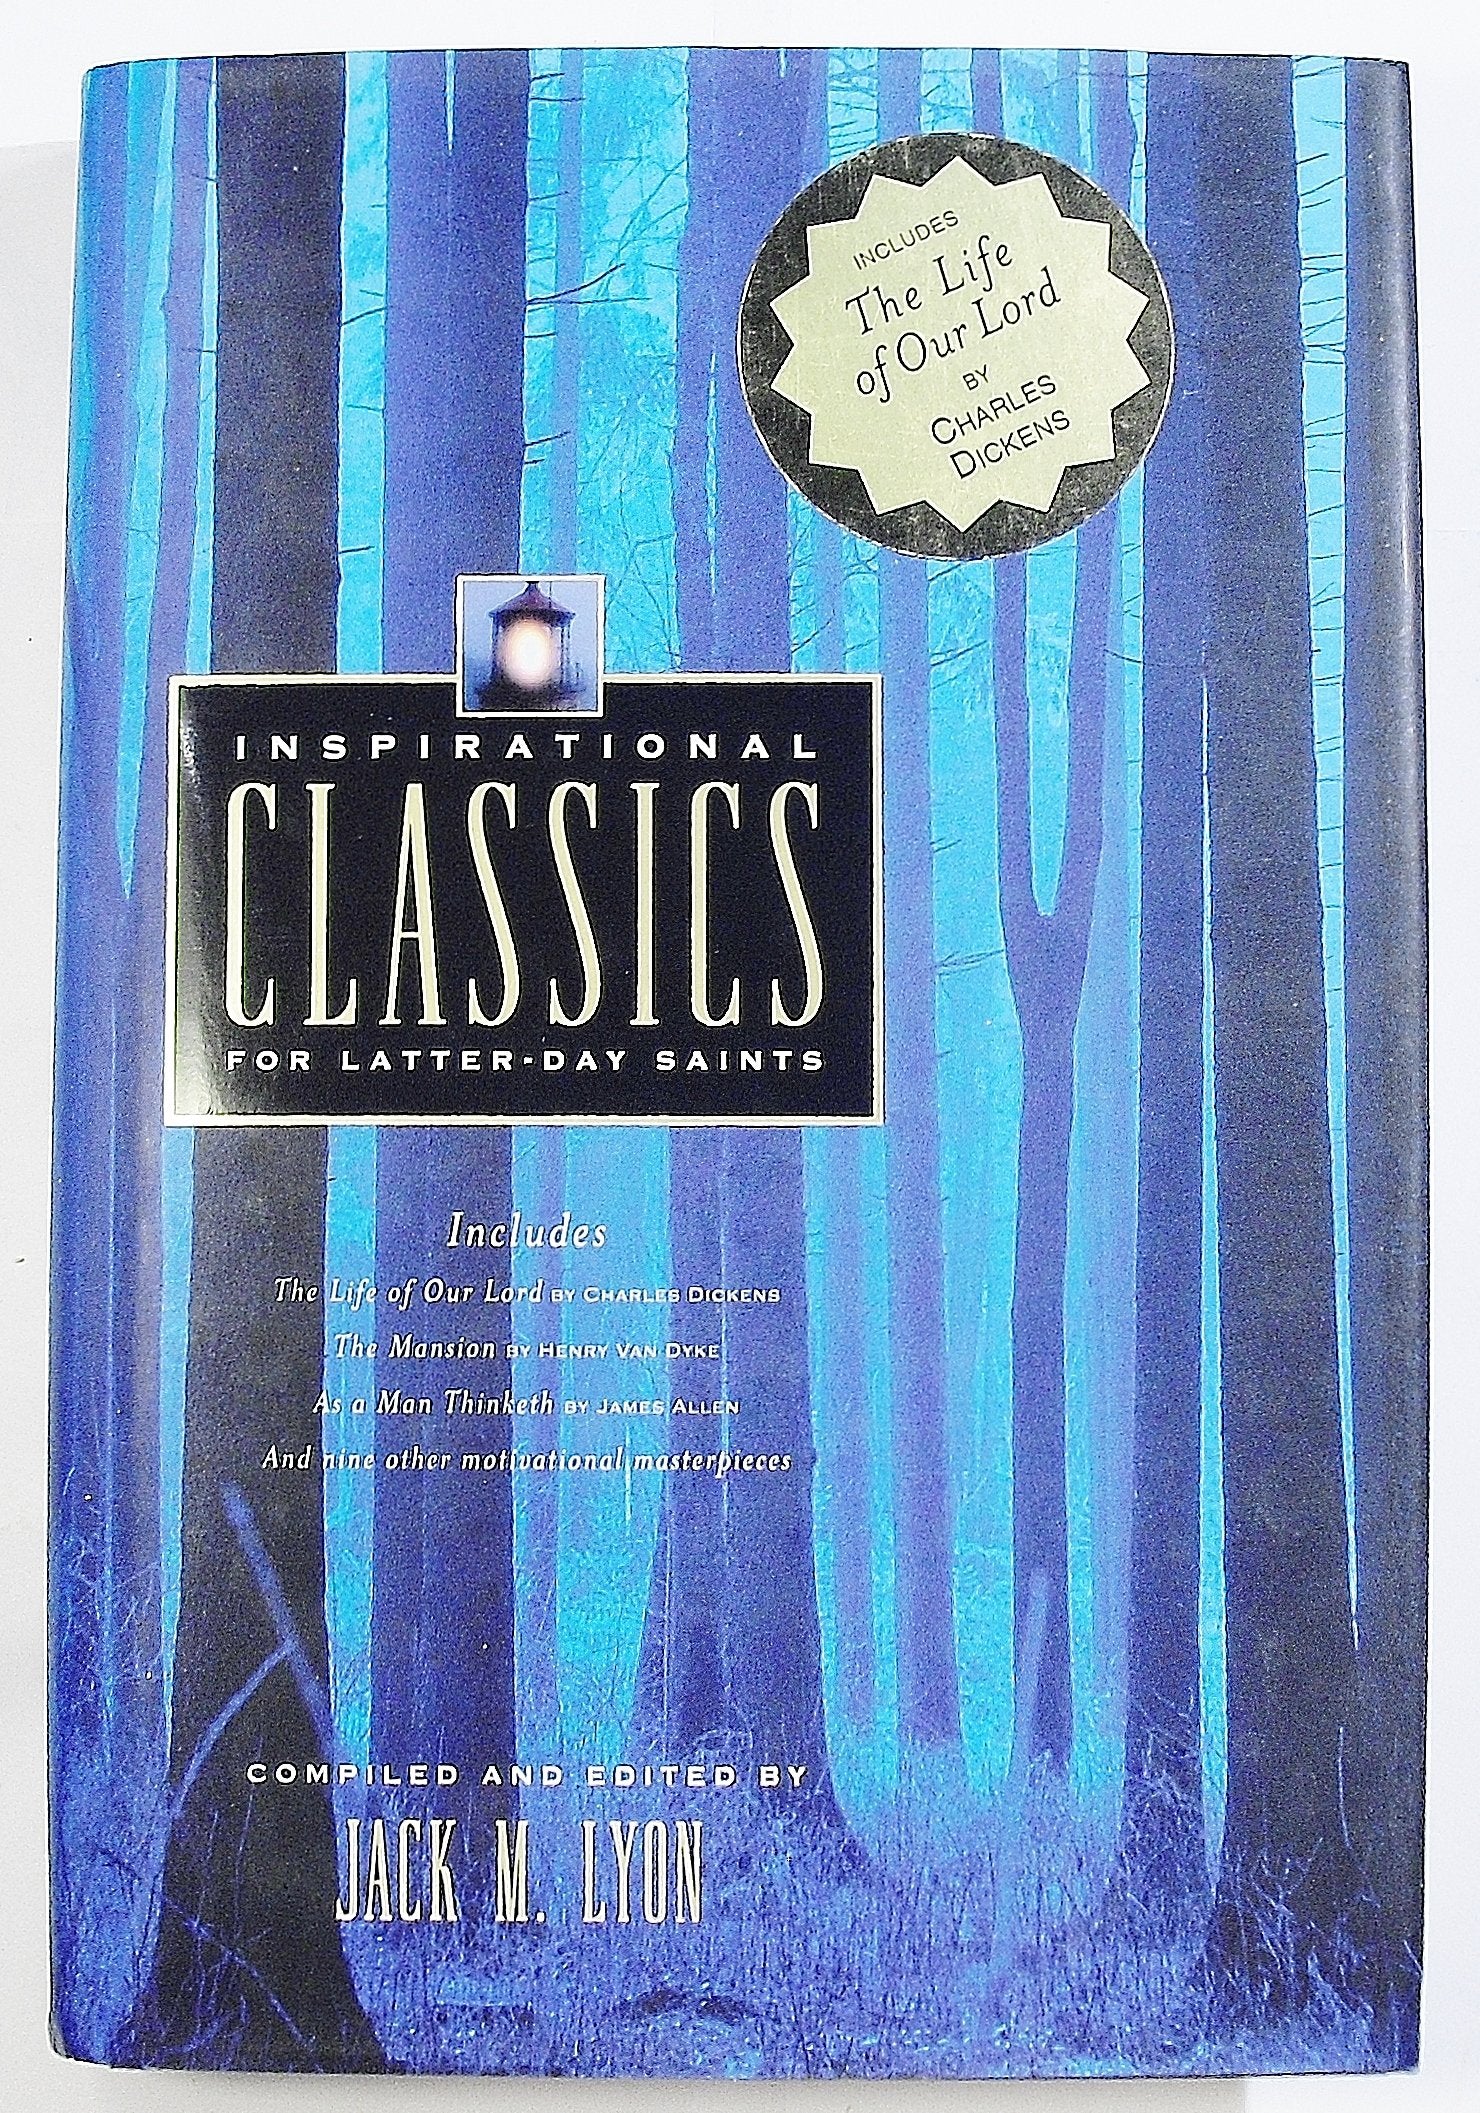 INCLUDES
The Life
of Our Lord
BY
CHARLES
DICKENS
INSPIRATIONAL
CLASSICS
FOR LATTER-DAY SAINTS
Includes
The Life of Our Lord BY CHARLES DICKENS
The Mansion BY HENRY VAN DYKE
As a Man Thinketh BY JAMES ALLEN
And nine other motivational masterpieces
COMPILED AND EDITED BY
JACK M. LYON